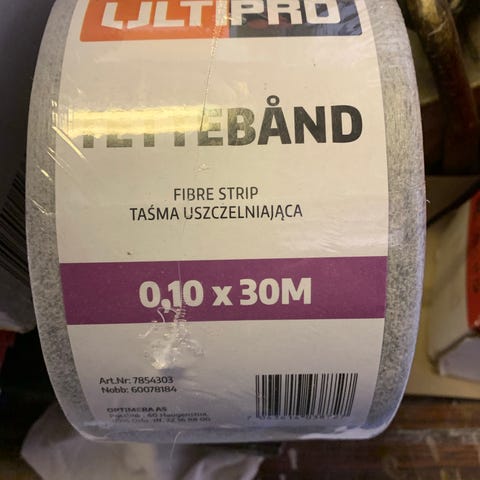 ULTIPRO
TETTEBÅND
FIBRE STRIP
TAŚMA USZCZELNIAJĄCA
0,10 x 30M
Art.Nr: 7854303
Nobb: 60078184
OPTIMERA AS